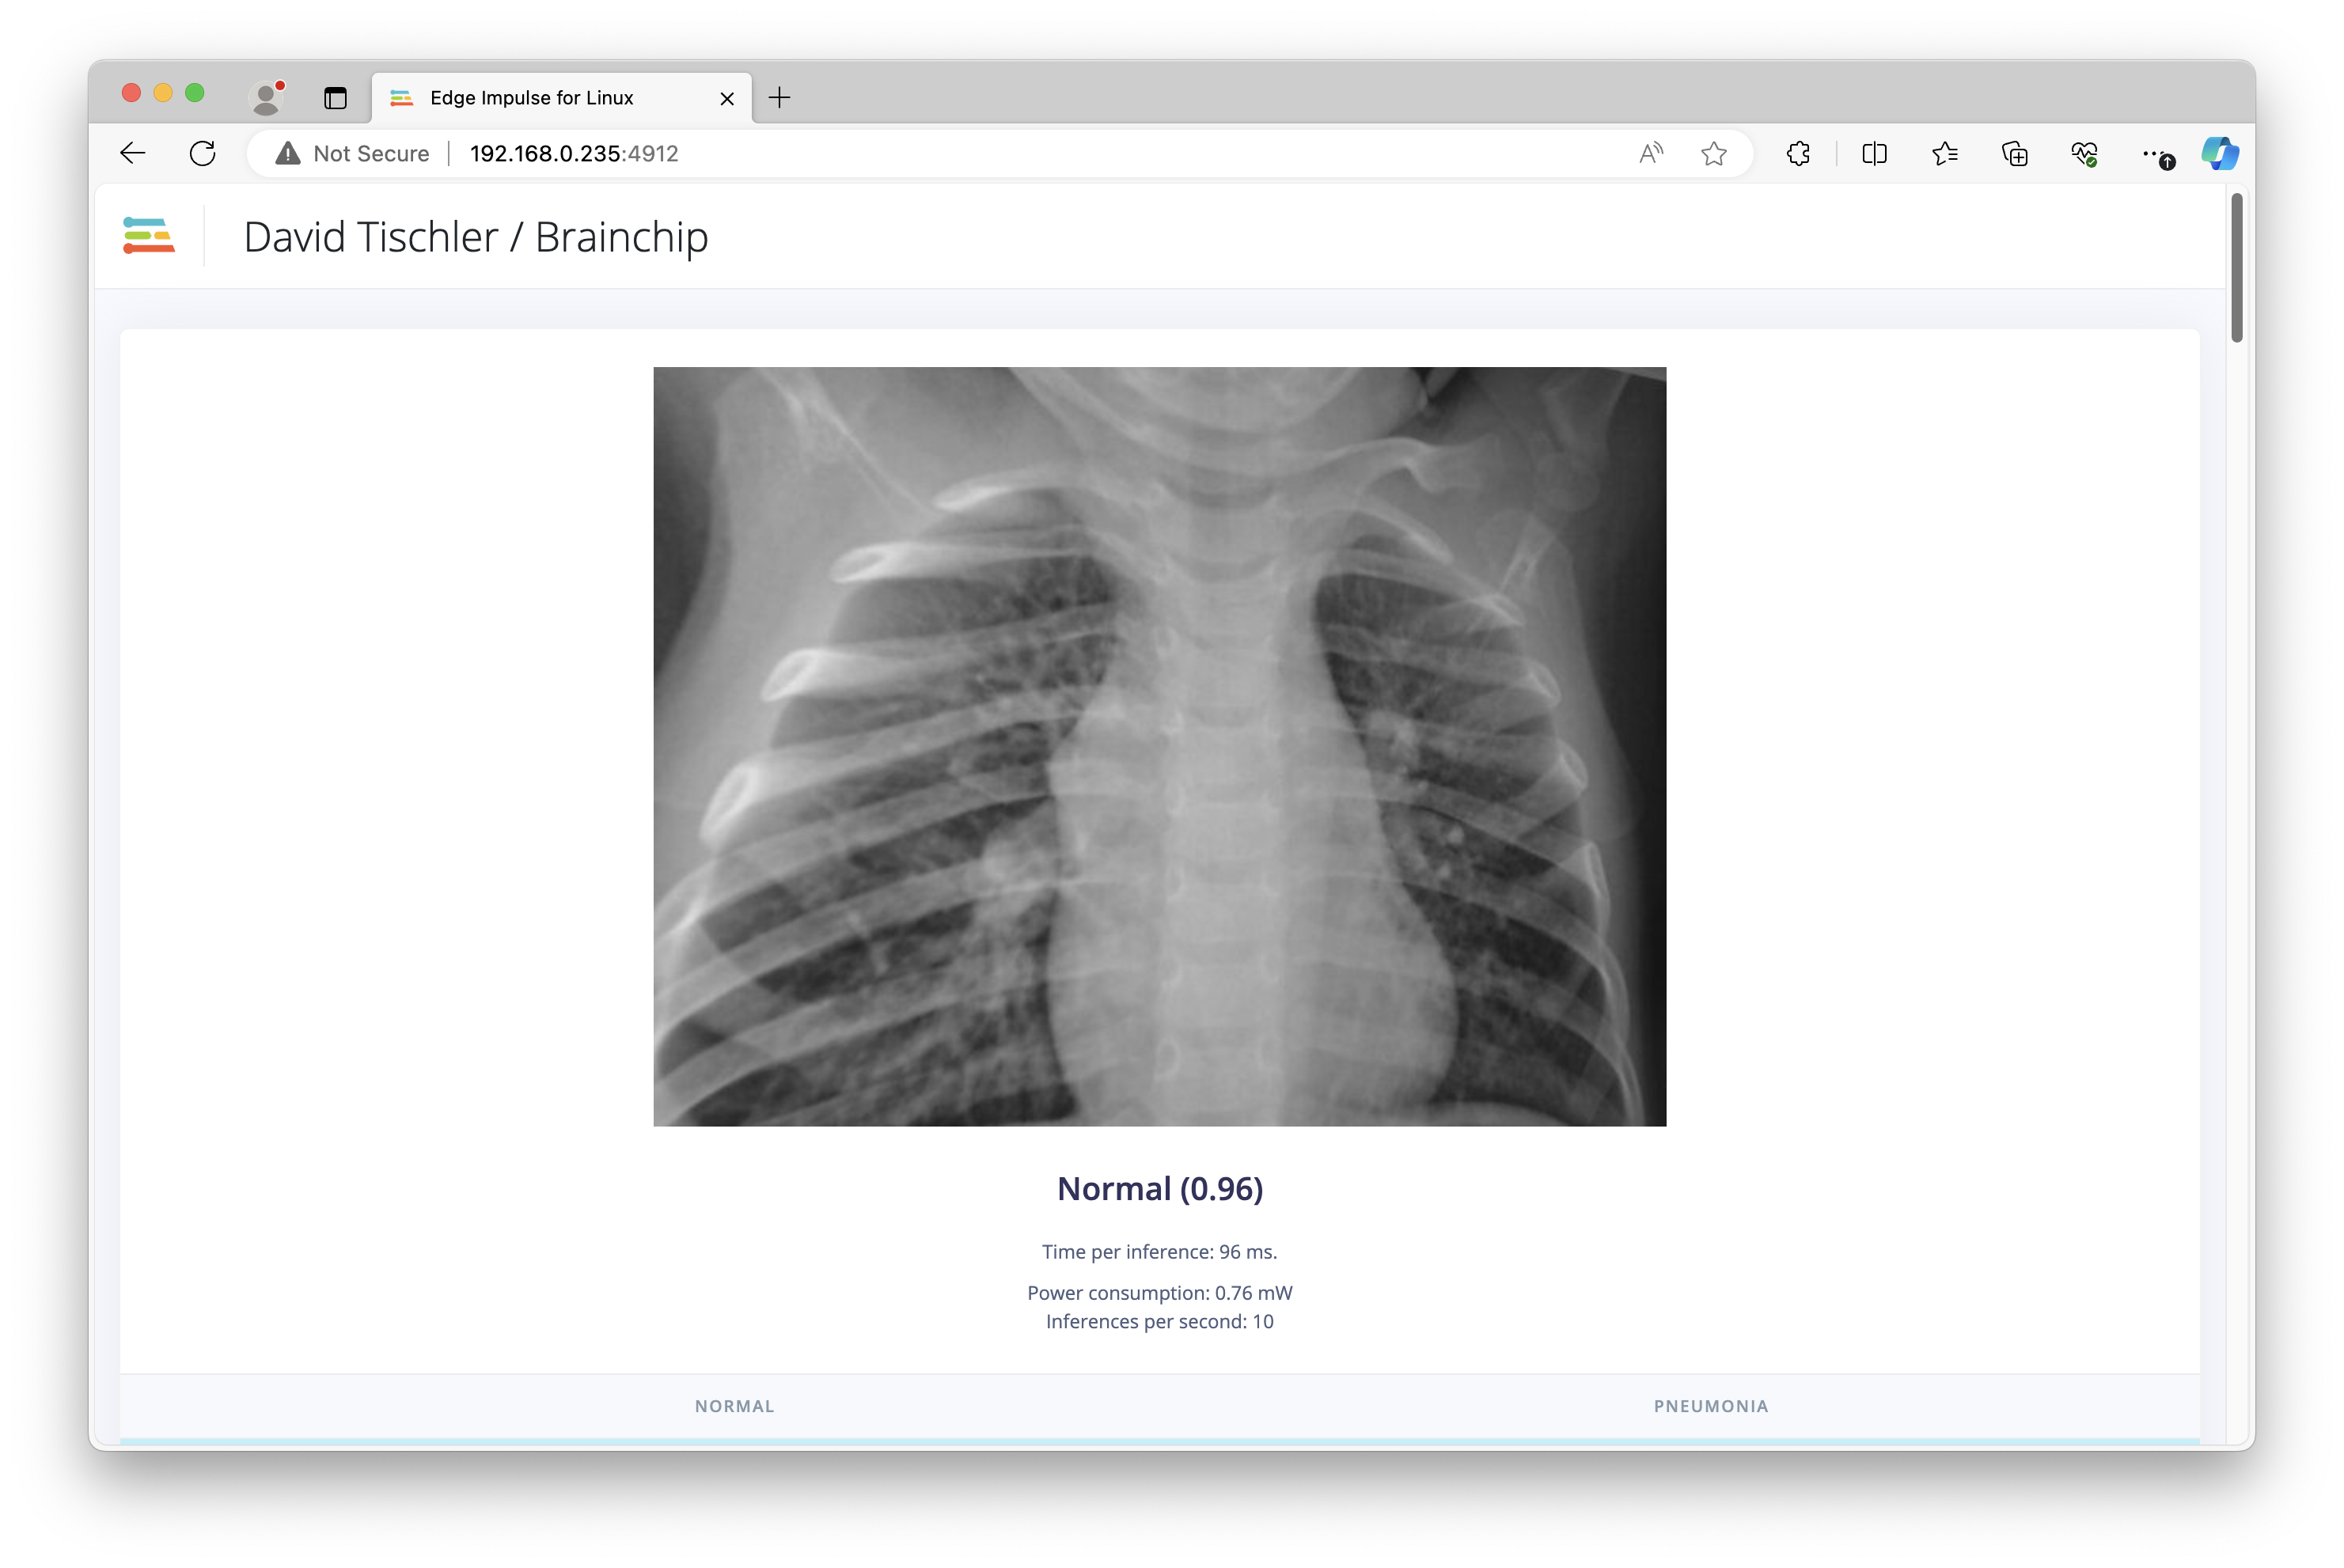 Edge Impulse for Linux
Not Secure 192.168.0.235:4912
David Tischler / Brainchip
Normal (0.96)
Time per inference: 96 ms.
Power consumption: 0.76 mW
Inferences per second: 10
NORMAL PNEUMONIA